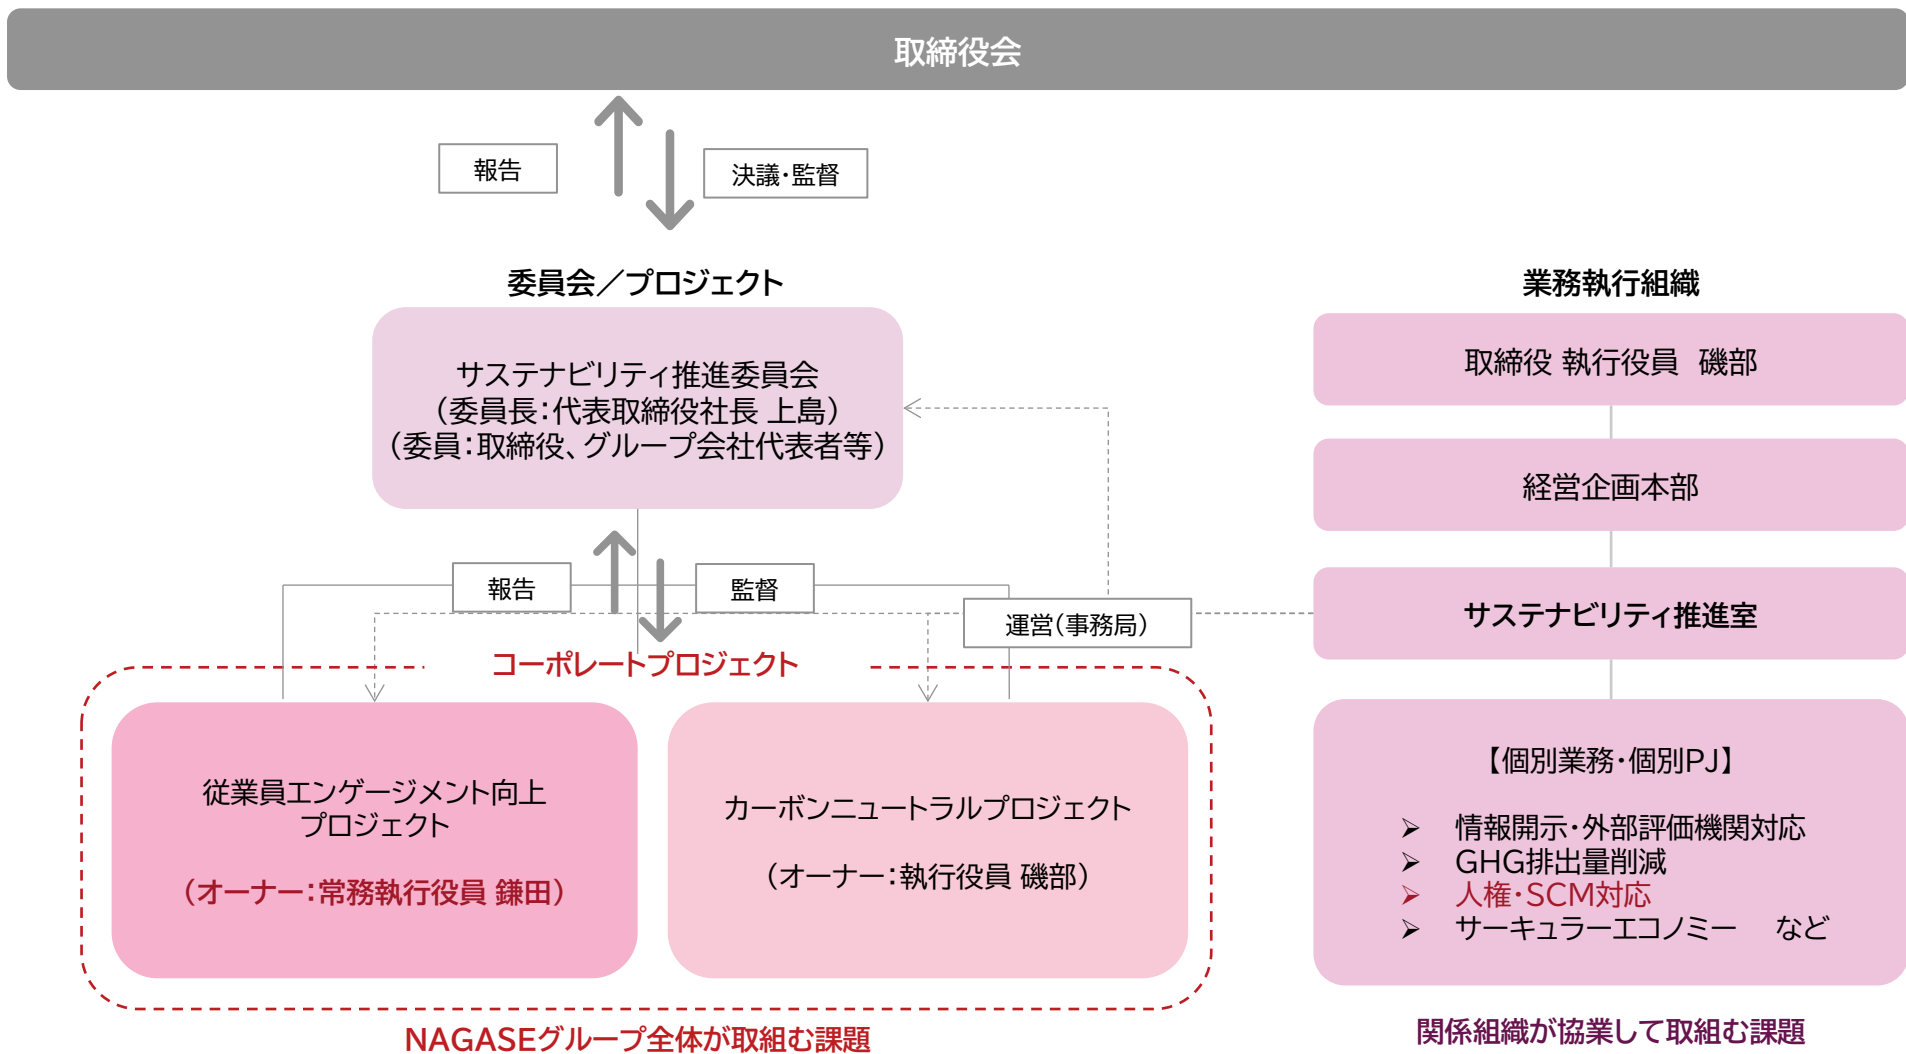 取締役会
報告
決議・監督
委員会／プロジェクト
サステナビリティ推進委員会
（委員長：代表取締役社長 上島）
（委員：取締役、グループ会社代表者等）
報告
監督
運営（事務局）
コーポレートプロジェクト
従業員エンゲージメント向上
プロジェクト
（オーナー：常務執行役員 鎌田）
カーボンニュートラルプロジェクト
（オーナー：執行役員 磯部）
NAGASEグループ全体が取組む課題
業務執行組織
取締役 執行役員　磯部
経営企画本部
サステナビリティ推進室
【個別業務・個別PJ】
➢ 情報開示・外部評価機関対応
➢ GHG排出量削減
➢ 人権・SCM対応
➢ サーキュラーエコノミー　など
関係組織が協業して取組む課題